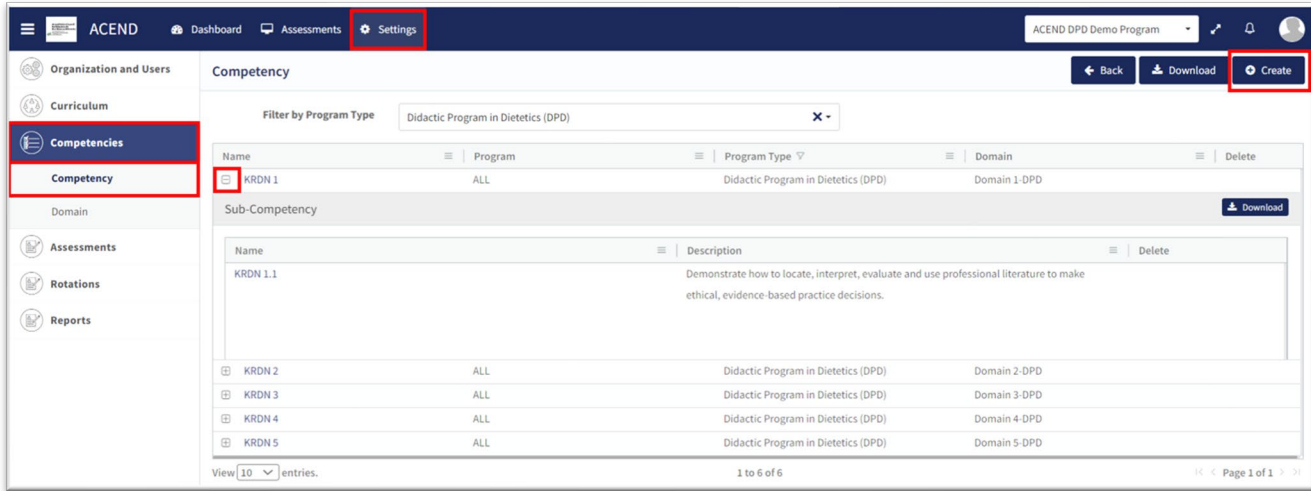 ACEND Dashboard Assessments Settings ACEND DPD Demo Program
Organization and Users
Curriculum
Competencies
Competency
Domain
Assessments
Rotations
Reports
Competency Back Download Create
Filter by Program Type Didactic Program in Dietetics (DPD)
Name Program Program Type Domain Delete
KRDN 1 ALL Didactic Program in Dietetics (DPD) Domain 1-DPD
Sub-Competency Download
Name Description Delete
KRDN 1.1 Demonstrate how to locate, interpret, evaluate and use professional literature to make
ethical, evidence-based practice decisions.
KRDN 2 ALL Didactic Program in Dietetics (DPD) Domain 2-DPD
KRDN 3 ALL Didactic Program in Dietetics (DPD) Domain 3-DPD
KRDN 4 ALL Didactic Program in Dietetics (DPD) Domain 4-DPD
KRDN 5 ALL Didactic Program in Dietetics (DPD) Domain 5-DPD
View 10 entries. 1 to 6 of 6 Page 1 of 1